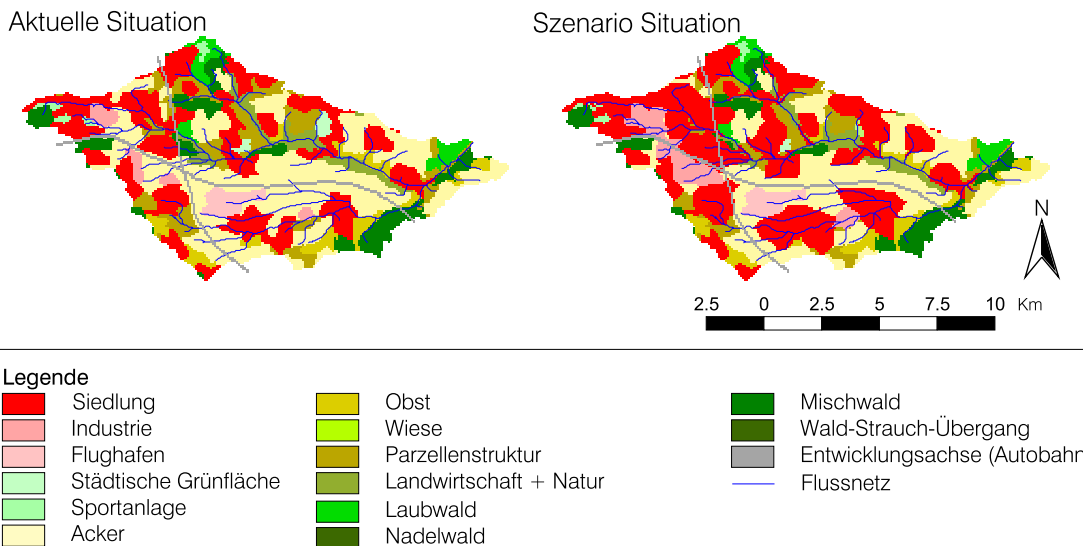 Aktuelle Situation
Szenario Situation
N
2.5 0 2.5 5 7.5 10 Km
Legende
Siedlung
Industrie
Flughafen
Städtische Grünfläche
Sportanlage
Acker
Obst
Wiese
Parzellenstruktur
Landwirtschaft + Natur
Laubwald
Nadelwald
Mischwald
Wald-Strauch-Übergang
Entwicklungsachse (Autobahn
Flussnetz